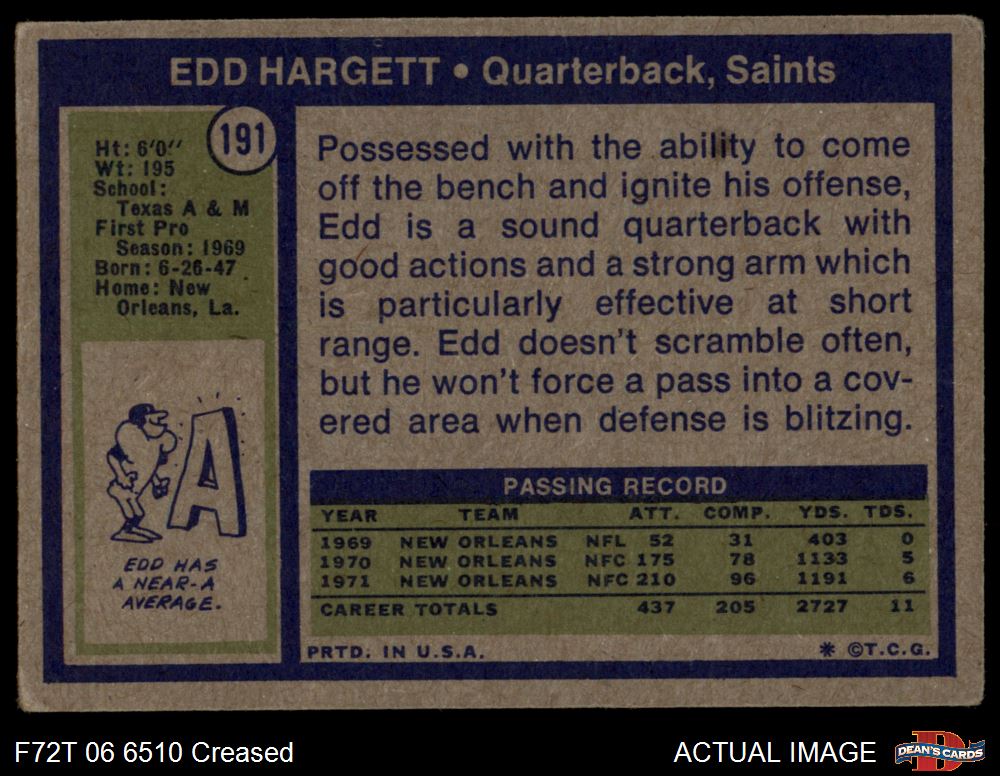 EDD HARGETT • Quarterback, Saints
191
Ht: 6'0''
Wt: 195
School:
Texas A & M
First Pro
Season: 1969
Born: 6-26-47
Home: New
Orleans, La.
A
EDD HAS
A NEAR-A
AVERAGE.
Possessed with the ability to come
off the bench and ignite his offense,
Edd is a sound quarterback with
good actions and a strong arm which
is particularly effective at short
range. Edd doesn't scramble often,
but he won't force a pass into a cov-
ered area when defense is blitzing.
PASSING RECORD
YEAR TEAM ATT. COMP. YDS. TDS.
1969 NEW ORLEANS NFL 52 31 403 0
1970 NEW ORLEANS NFC 175 78 1133 5
1971 NEW ORLEANS NFC 210 96 1191 6
CAREER TOTALS 437 205 2727 11
PRTD. IN U.S.A. * ©T.C.G.
F72T 06 6510 Creased ACTUAL IMAGE
D
DEAN'S CARDS